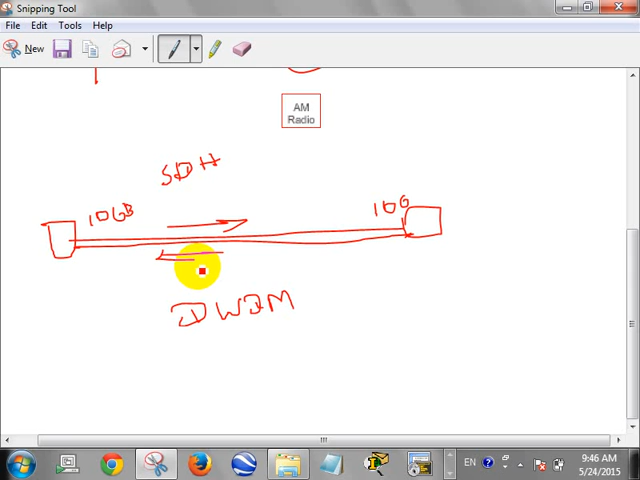 Snipping Tool
File Edit Tools Help
New
AM
Radio
SDH
10GB
10G
DWDM
EN
9:46 AM
5/24/2015